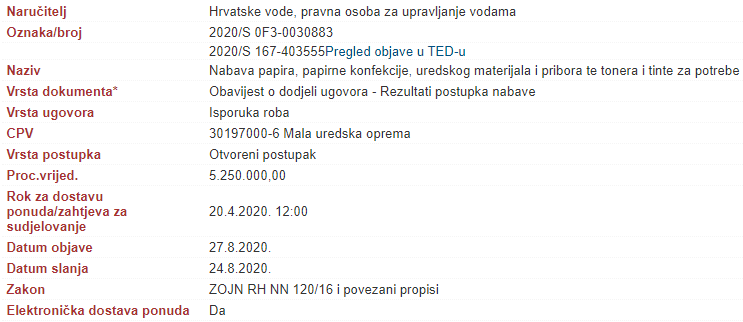 Naručitelj Hrvatske vode, pravna osoba za upravljanje vodama
Oznaka/broj 2020/S 0F3-0030883
2020/S 167-403555Pregled objave u TED-u
Naziv Nabava papira, papirne konfekcije, uredskog materijala i pribora te tonera i tinte za potrebe
Vrsta dokumenta* Obavijest o dodjeli ugovora - Rezultati postupka nabave
Vrsta ugovora Isporuka roba
CPV 30197000-6 Mala uredska oprema
Vrsta postupka Otvoreni postupak
Proc.vrijed. 5.250.000,00
Rok za dostavu
ponuda/zahtjeva za 20.4.2020. 12:00
sudjelovanje
Datum objave 27.8.2020.
Datum slanja 24.8.2020.
Zakon ZOJN RH NN 120/16 i povezani propisi
Elektronička dostava ponuda Da